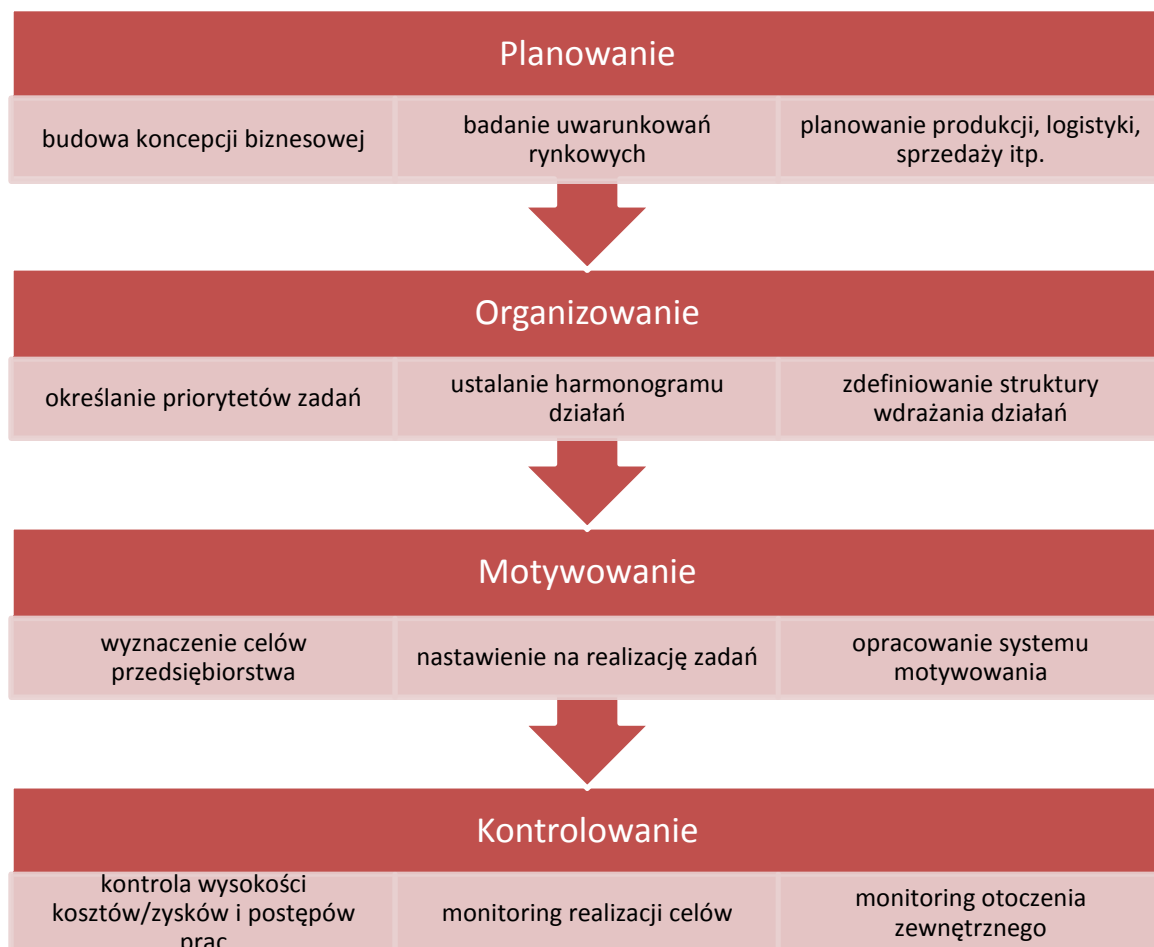 Planowanie
budowa koncepcji biznesowej
badanie uwarunkowań
rynkowych
planowanie produkcji, logistyki,
sprzedaży itp.
Organizowanie
określanie priorytetów zadań
ustalanie harmonogramu
działań
zdefiniowanie struktury
wdrażania działań
Motywowanie
wyznaczenie celów
przedsiębiorstwa
nastawienie na realizację zadań
opracowanie systemu
motywowania
Kontrolowanie
kontrola wysokości
kosztów/zysków i postępów
prac
monitoring realizacji celów
monitoring otoczenia
zewnętrznego